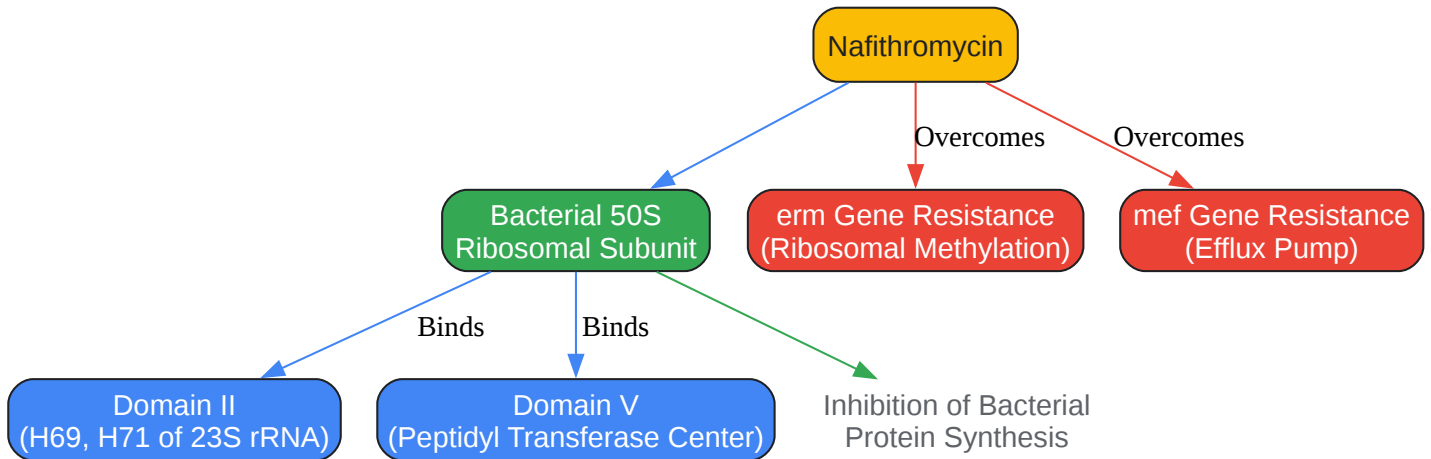 Nafithromycin
Overcomes
Overcomes
Bacterial 50S
Ribosomal Subunit
erm Gene Resistance
(Ribosomal Methylation)
mef Gene Resistance
(Efflux Pump)
Binds
Binds
Domain II
(H69, H71 of 23S rRNA)
Domain V
(Peptidyl Transferase Center)
Inhibition of Bacterial
Protein Synthesis